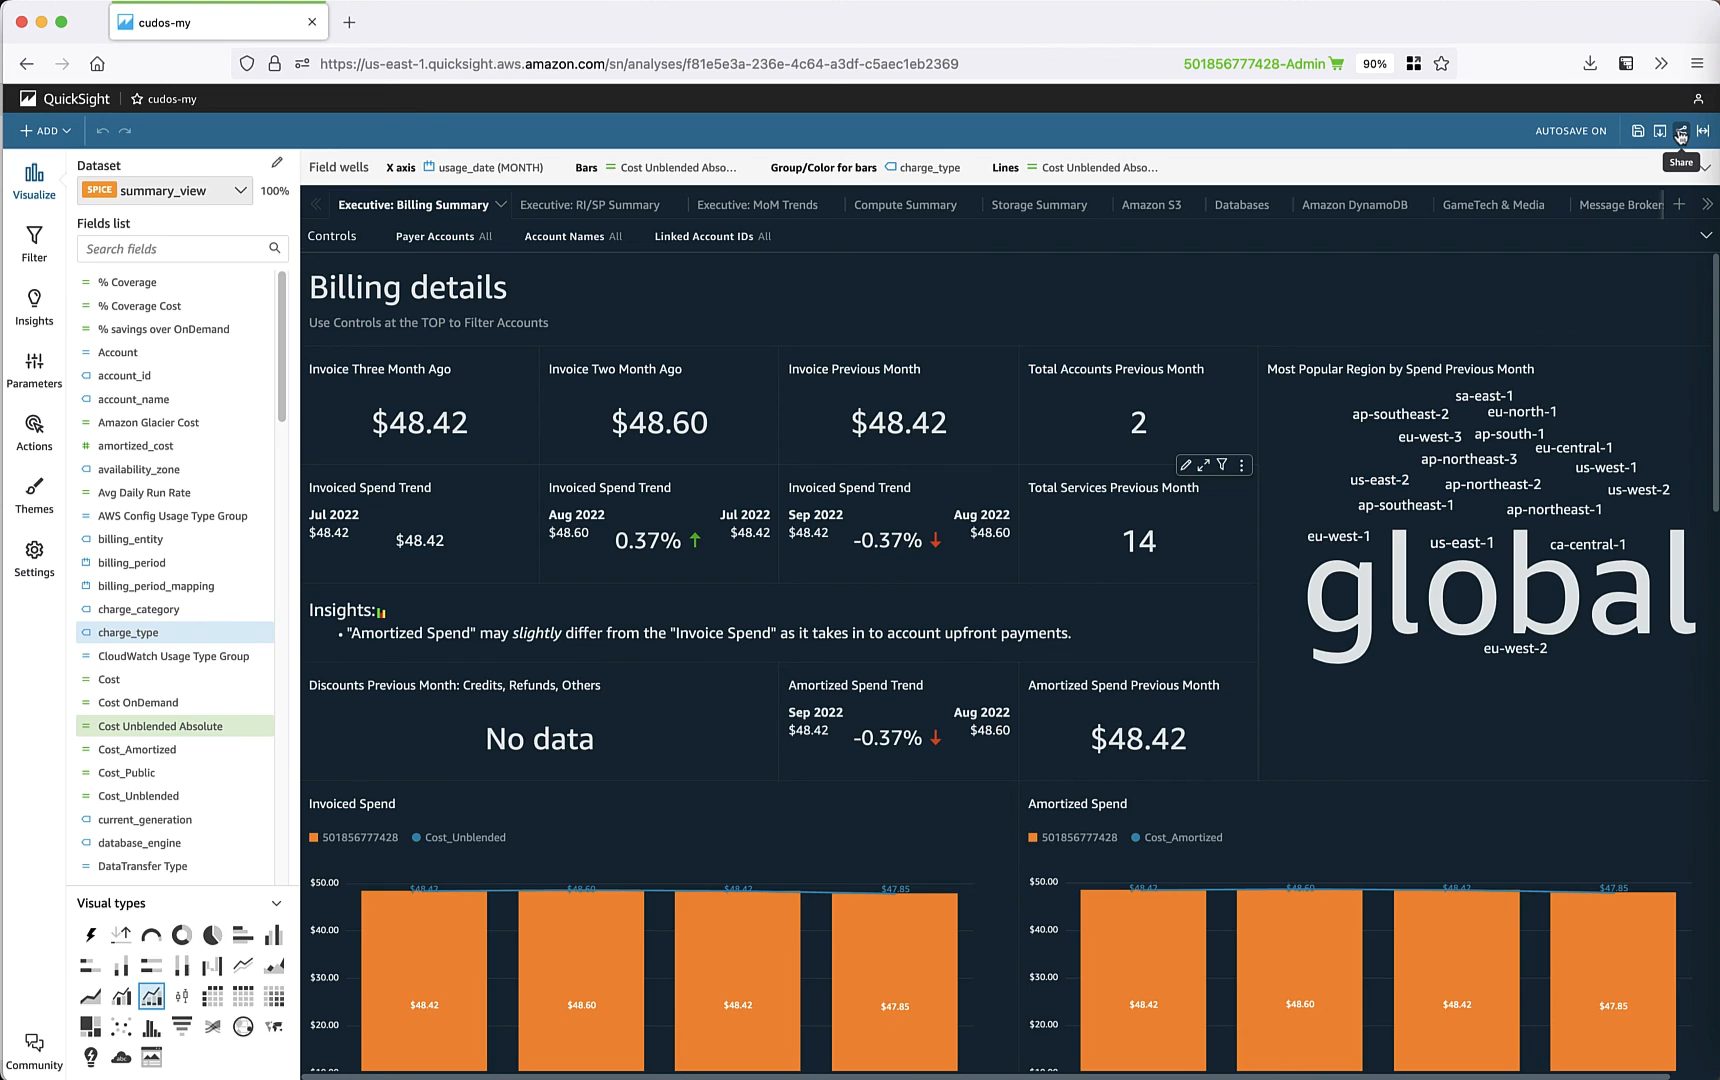 cudos-my
https://us-east-1.quicksight.aws.amazon.com/sn/analyses/f81e5e3a-236e-4c64-a3df-c5aec1eb2369
501856777428-Admin
90%
QuickSight
cudos-my
ADD
AUTOSAVE ON
Share
Visualize
Filter
Insights
Parameters
Actions
Themes
Settings
Community
Dataset
SPICE summary_view
100%
Fields list
Search fields
% Coverage
% Coverage Cost
% savings over OnDemand
Account
account_id
account_name
Amazon Glacier Cost
amortized_cost
availability_zone
Avg Daily Run Rate
AWS Config Usage Type Group
billing_entity
billing_period
billing_period_mapping
charge_category
charge_type
CloudWatch Usage Type Group
Cost
Cost OnDemand
Cost Unblended Absolute
Cost_Amortized
Cost_Public
Cost_Unblended
current_generation
database_engine
DataTransfer Type
Visual types
Field wells X axis usage_date (MONTH) Bars Cost Unblended Abso... Group/Color for bars charge_type Lines Cost Unblended Abso...
Executive: Billing Summary
Executive: RI/SP Summary
Executive: MoM Trends
Compute Summary
Storage Summary
Amazon S3
Databases
Amazon DynamoDB
GameTech & Media
Message Broker
Controls Payer Accounts All Account Names All Linked Account IDs All
Billing details
Use Controls at the TOP to Filter Accounts
Invoice Three Month Ago
$48.42
Invoice Two Month Ago
$48.60
Invoice Previous Month
$48.42
Total Accounts Previous Month
2
Most Popular Region by Spend Previous Month
sa-east-1
ap-southeast-2
eu-north-1
eu-west-3
ap-south-1
eu-central-1
ap-northeast-3
us-west-1
us-east-2
ap-northeast-2
us-west-2
ap-southeast-1
ap-northeast-1
eu-west-1
us-east-1
ca-central-1
global
eu-west-2
Invoiced Spend Trend
Jul 2022
$48.42
$48.42
Invoiced Spend Trend
Aug 2022
$48.60
0.37%
Jul 2022
$48.42
Invoiced Spend Trend
Sep 2022
$48.42
-0.37%
Aug 2022
$48.60
Total Services Previous Month
14
Insights:
• "Amortized Spend" may slightly differ from the "Invoice Spend" as it takes in to account upfront payments.
Discounts Previous Month: Credits, Refunds, Others
No data
Amortized Spend Trend
Sep 2022
$48.42
-0.37%
Aug 2022
$48.60
Amortized Spend Previous Month
$48.42
Invoiced Spend
501856777428 Cost_Unblended
$50.00
$40.00
$30.00
$20.00
$48.42 $48.60 $48.42 $47.85
$48.42 $48.60 $48.42 $47.85
Amortized Spend
501856777428 Cost_Amortized
$50.00
$40.00
$30.00
$20.00
$48.42 $48.60 $48.42 $47.85
$48.42 $48.60 $48.42 $47.85